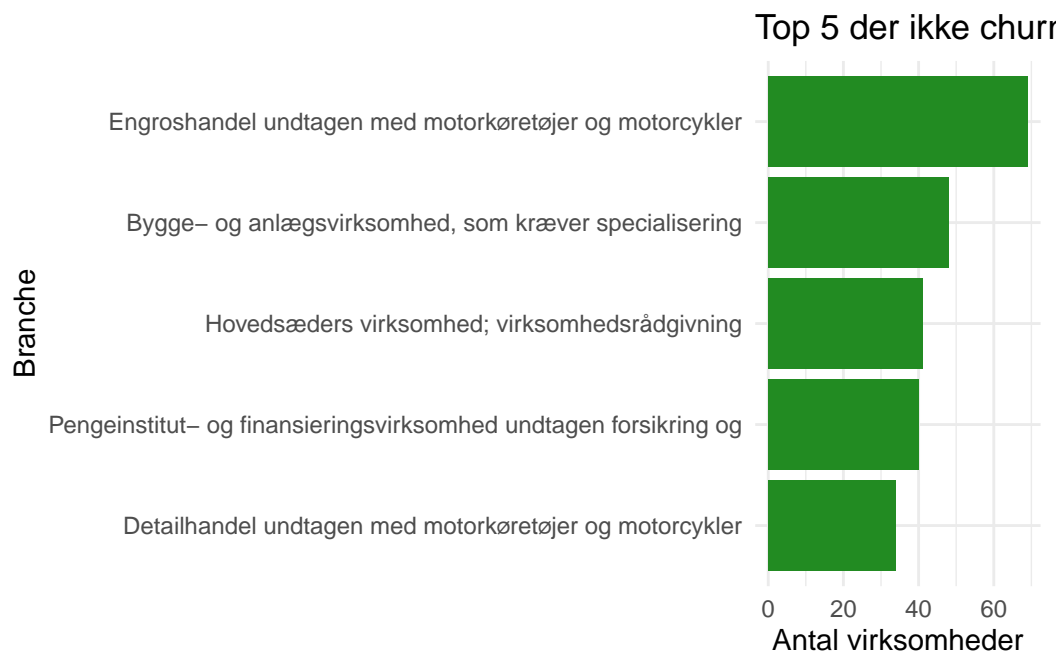 Top 5 der ikke
Engroshandel undtagen med motorkøretøjer og motorcykler
Bygge– og anlægsvirksomhed, som kræver specialisering
Hovedsæders virksomhed; virksomhedsrådgivning
Pengeinstitut– og finansieringsvirksomhed undtagen forsikring og
Detailhandel undtagen med motorkøretøjer og motorcykler
Branche
0 20 40 60
Antal virksomheder